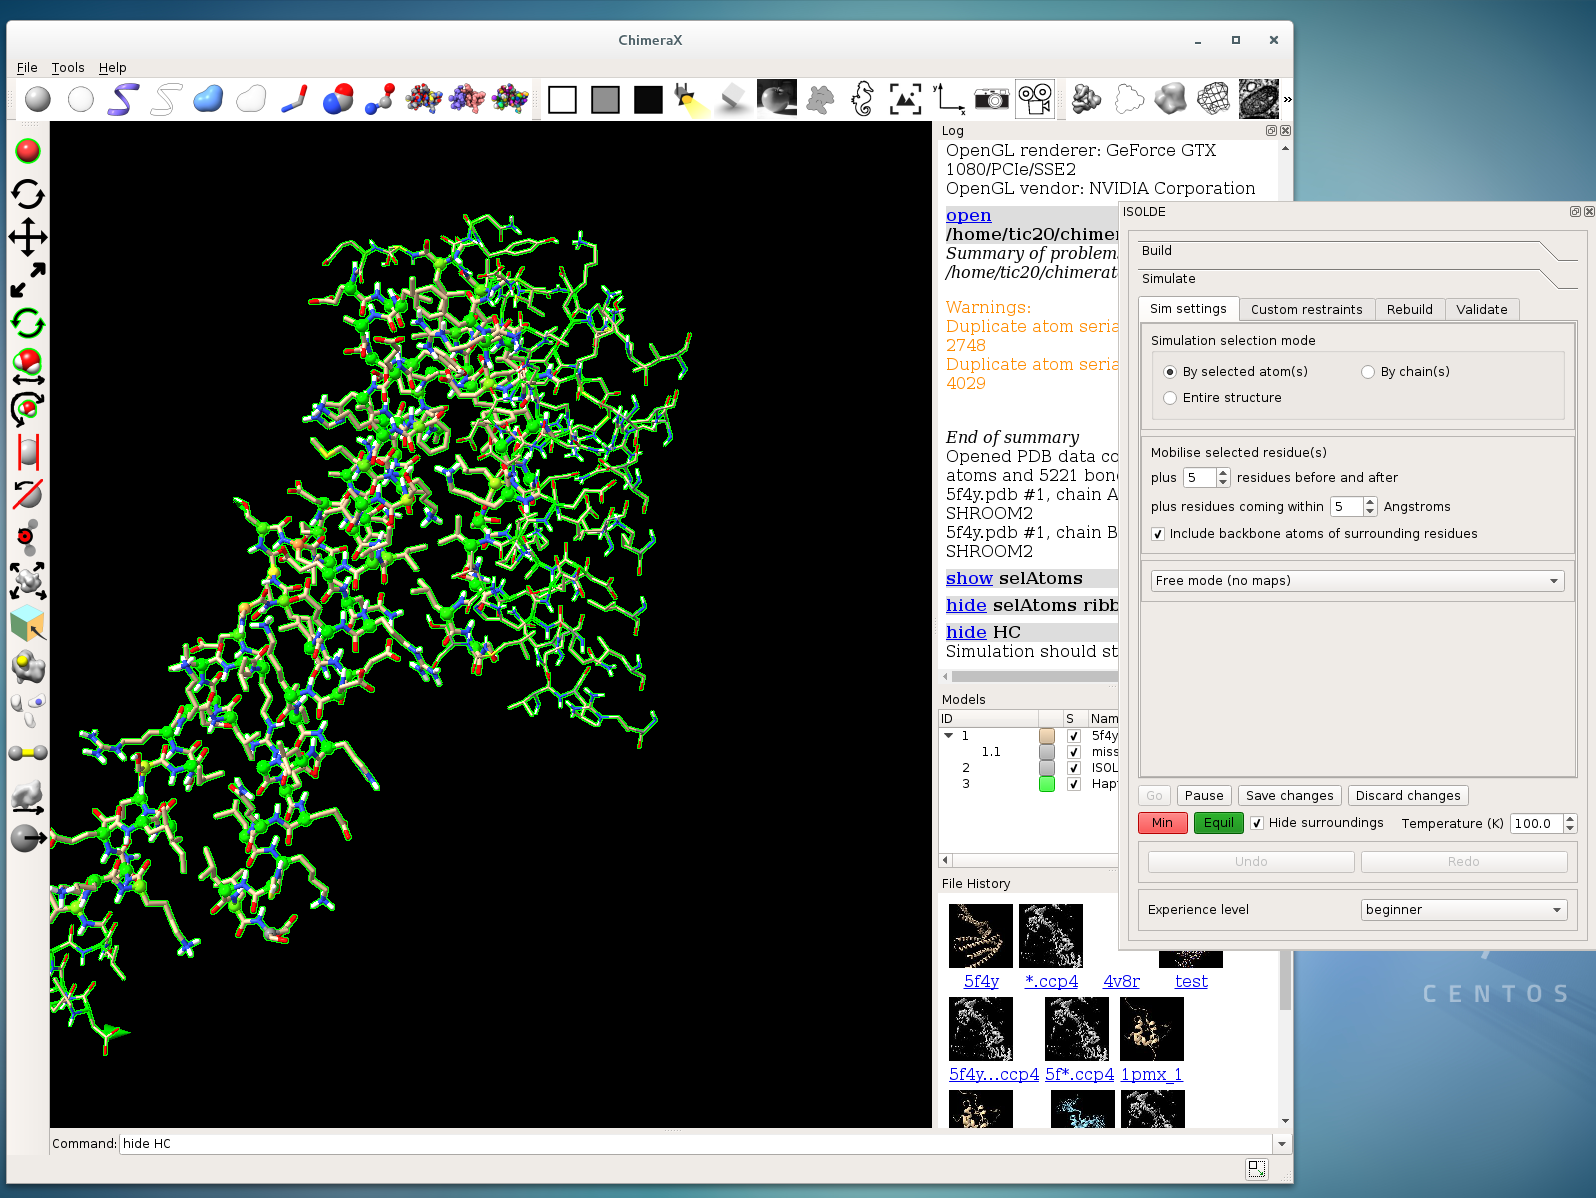 ChimeraX
File Tools Help
Log
OpenGL renderer: GeForce GTX
1080/PCIe/SSE2
OpenGL vendor: NVIDIA Corporation
open
/home/tic20/chimer
Summary of problem
/home/tic20/chimerat
Warnings:
Duplicate atom seria
2748
Duplicate atom seria
4029
End of summary
Opened PDB data co
atoms and 5221 bon
5f4y.pdb #1, chain A
SHROOM2
5f4y.pdb #1, chain B
SHROOM2
show selAtoms
hide selAtoms ribb
hide HC
Simulation should st
Models
ID S Nam
1 5f4y
1.1 miss
2 ISOL
3 Hap
File History
5f4y *.ccp4 4v8r test
5f4y...ccp4 5f*.ccp4 1pmx_1
Command: hide HC
ISOLDE
Build
Simulate
Sim settings Custom restraints Rebuild Validate
Simulation selection mode
By selected atom(s) By chain(s)
Entire structure
Mobilise selected residue(s)
plus 5 residues before and after
plus residues coming within 5 Angstroms
Include backbone atoms of surrounding residues
Free mode (no maps)
Go Pause Save changes Discard changes
Min Equil Hide surroundings Temperature (K) 100.0
Undo Redo
Experience level beginner
CENTOS